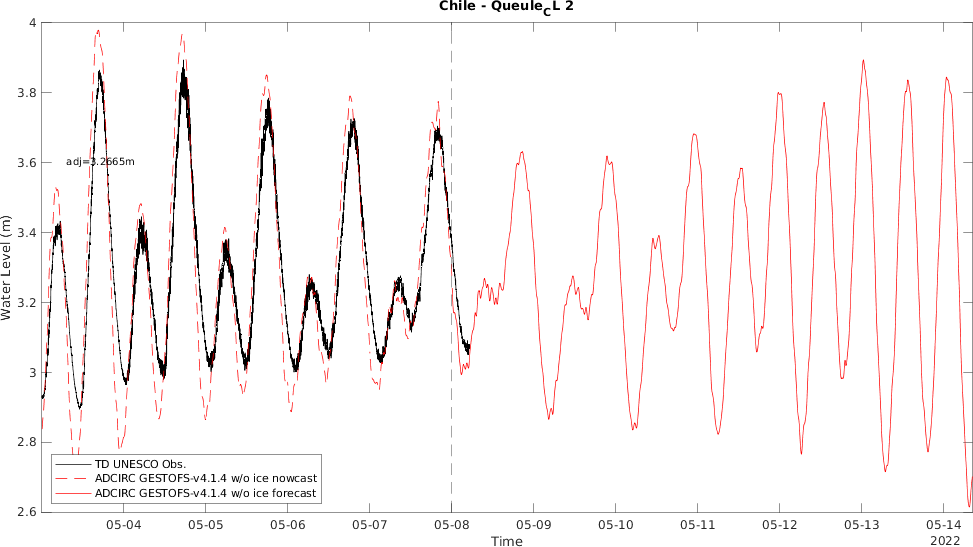 Chile - Queule_CL 2
Water Level (m)
4
3.8
3.6
3.4
3.2
3
2.8
2.6
adj=3.2665m
TD UNESCO Obs.
ADCIRC GESTOFS-v4.1.4 w/o ice nowcast
ADCIRC GESTOFS-v4.1.4 w/o ice forecast
05-04 05-05 05-06 05-07 05-08 05-09 05-10 05-11 05-12 05-13 05-14
2022
Time